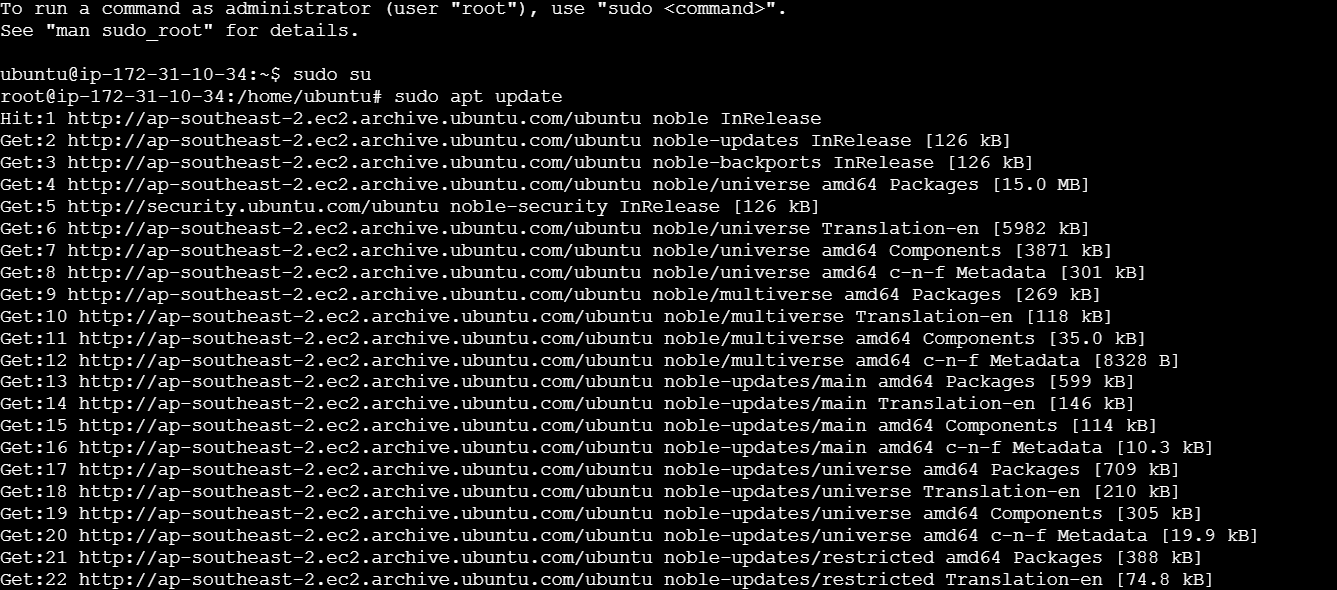 To run a command as administrator (user "root"), use "sudo <command>".
See "man sudo_root" for details.
ubuntu@ip-172-31-10-34:~$ sudo su
root@ip-172-31-10-34:/home/ubuntu# sudo apt update
Hit:1 http://ap-southeast-2.ec2.archive.ubuntu.com/ubuntu noble InRelease
Get:2 http://ap-southeast-2.ec2.archive.ubuntu.com/ubuntu noble-updates InRelease [126 kB]
Get:3 http://ap-southeast-2.ec2.archive.ubuntu.com/ubuntu noble-backports InRelease [126 kB]
Get:4 http://ap-southeast-2.ec2.archive.ubuntu.com/ubuntu noble/universe amd64 Packages [15.0 MB]
Get:5 http://security.ubuntu.com/ubuntu noble-security InRelease [126 kB]
Get:6 http://ap-southeast-2.ec2.archive.ubuntu.com/ubuntu noble/universe Translation-en [5982 kB]
Get:7 http://ap-southeast-2.ec2.archive.ubuntu.com/ubuntu noble/universe amd64 Components [3871 kB]
Get:8 http://ap-southeast-2.ec2.archive.ubuntu.com/ubuntu noble/universe amd64 c-n-f Metadata [301 kB]
Get:9 http://ap-southeast-2.ec2.archive.ubuntu.com/ubuntu noble/multiverse amd64 Packages [269 kB]
Get:10 http://ap-southeast-2.ec2.archive.ubuntu.com/ubuntu noble/multiverse Translation-en [118 kB]
Get:11 http://ap-southeast-2.ec2.archive.ubuntu.com/ubuntu noble/multiverse amd64 Components [35.0 kB]
Get:12 http://ap-southeast-2.ec2.archive.ubuntu.com/ubuntu noble/multiverse amd64 c-n-f Metadata [8328 B]
Get:13 http://ap-southeast-2.ec2.archive.ubuntu.com/ubuntu noble-updates/main amd64 Packages [599 kB]
Get:14 http://ap-southeast-2.ec2.archive.ubuntu.com/ubuntu noble-updates/main Translation-en [146 kB]
Get:15 http://ap-southeast-2.ec2.archive.ubuntu.com/ubuntu noble-updates/main amd64 Components [114 kB]
Get:16 http://ap-southeast-2.ec2.archive.ubuntu.com/ubuntu noble-updates/main amd64 c-n-f Metadata [10.3 kB]
Get:17 http://ap-southeast-2.ec2.archive.ubuntu.com/ubuntu noble-updates/universe amd64 Packages [709 kB]
Get:18 http://ap-southeast-2.ec2.archive.ubuntu.com/ubuntu noble-updates/universe Translation-en [210 kB]
Get:19 http://ap-southeast-2.ec2.archive.ubuntu.com/ubuntu noble-updates/universe amd64 Components [305 kB]
Get:20 http://ap-southeast-2.ec2.archive.ubuntu.com/ubuntu noble-updates/universe amd64 c-n-f Metadata [19.9 kB]
Get:21 http://ap-southeast-2.ec2.archive.ubuntu.com/ubuntu noble-updates/restricted amd64 Packages [388 kB]
Get:22 http://ap-southeast-2.ec2.archive.ubuntu.com/ubuntu noble-updates/restricted Translation-en [74.8 kB]